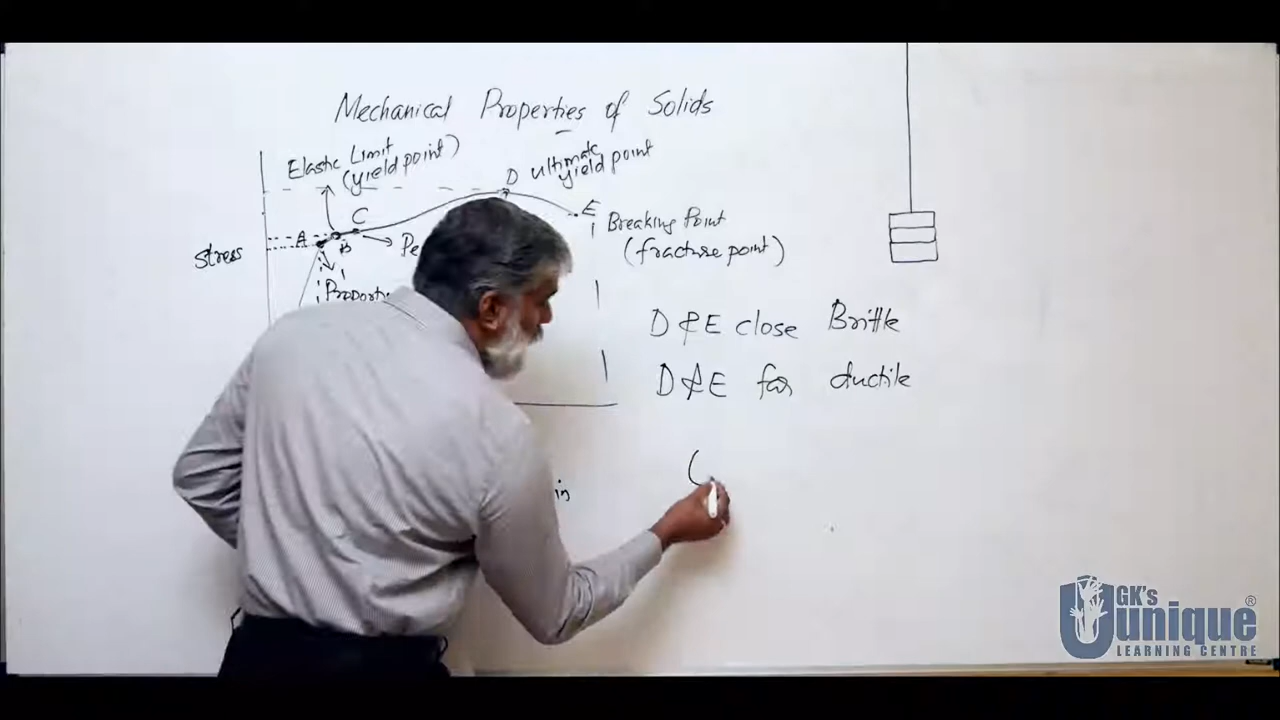 Mechanical Properties of Solids
Elastic Limit
(yield point)
D ultimate
yield point
C
E
A
B
Breaking Point
(fracture point)
Stress
D & E close Brittle
D & E far ductile
GK's
unique
LEARNING CENTRE